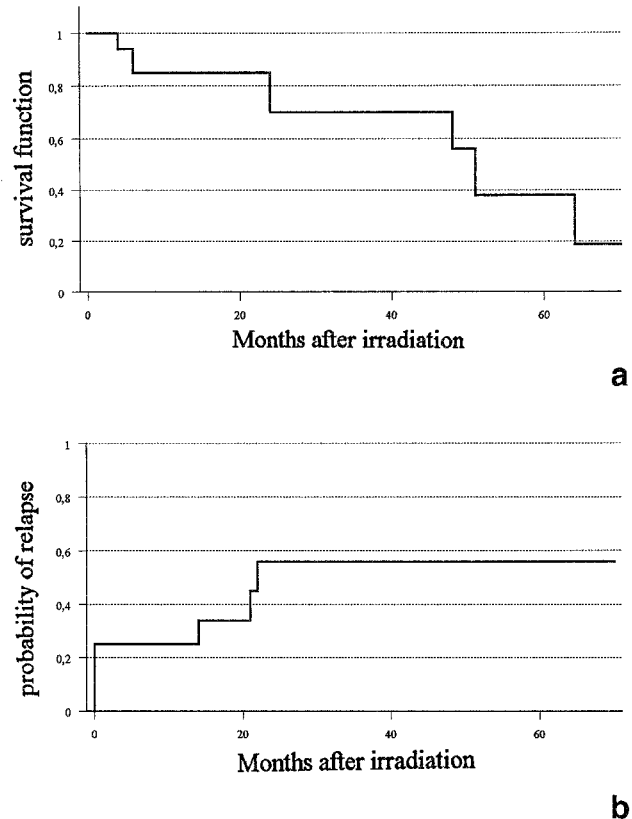 survival function
1
0,8
0,6
0,4
0,2
0
0 20 40 60
Months after irradiation
a
probability of relapse
1
0,8
0,6
0,4
0,2
0
0 20 40 60
Months after irradiation
b